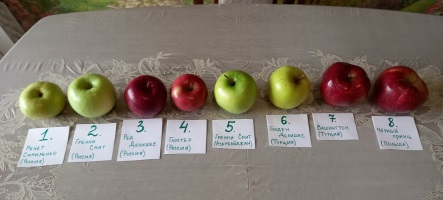 1.
Ренет
Симиренко
(Россия)
2.
Гренни
Смит
(Россия)
3.
Ред
Делишес
(Россия)
4.
Глостер
(Россия)
5.
Гренни Смит
(Азербайджан)
6.
Голден
Делишес
(Турция)
7.
Вашингтон
(Турция)
8.
Чёрный
принц
(Польша)